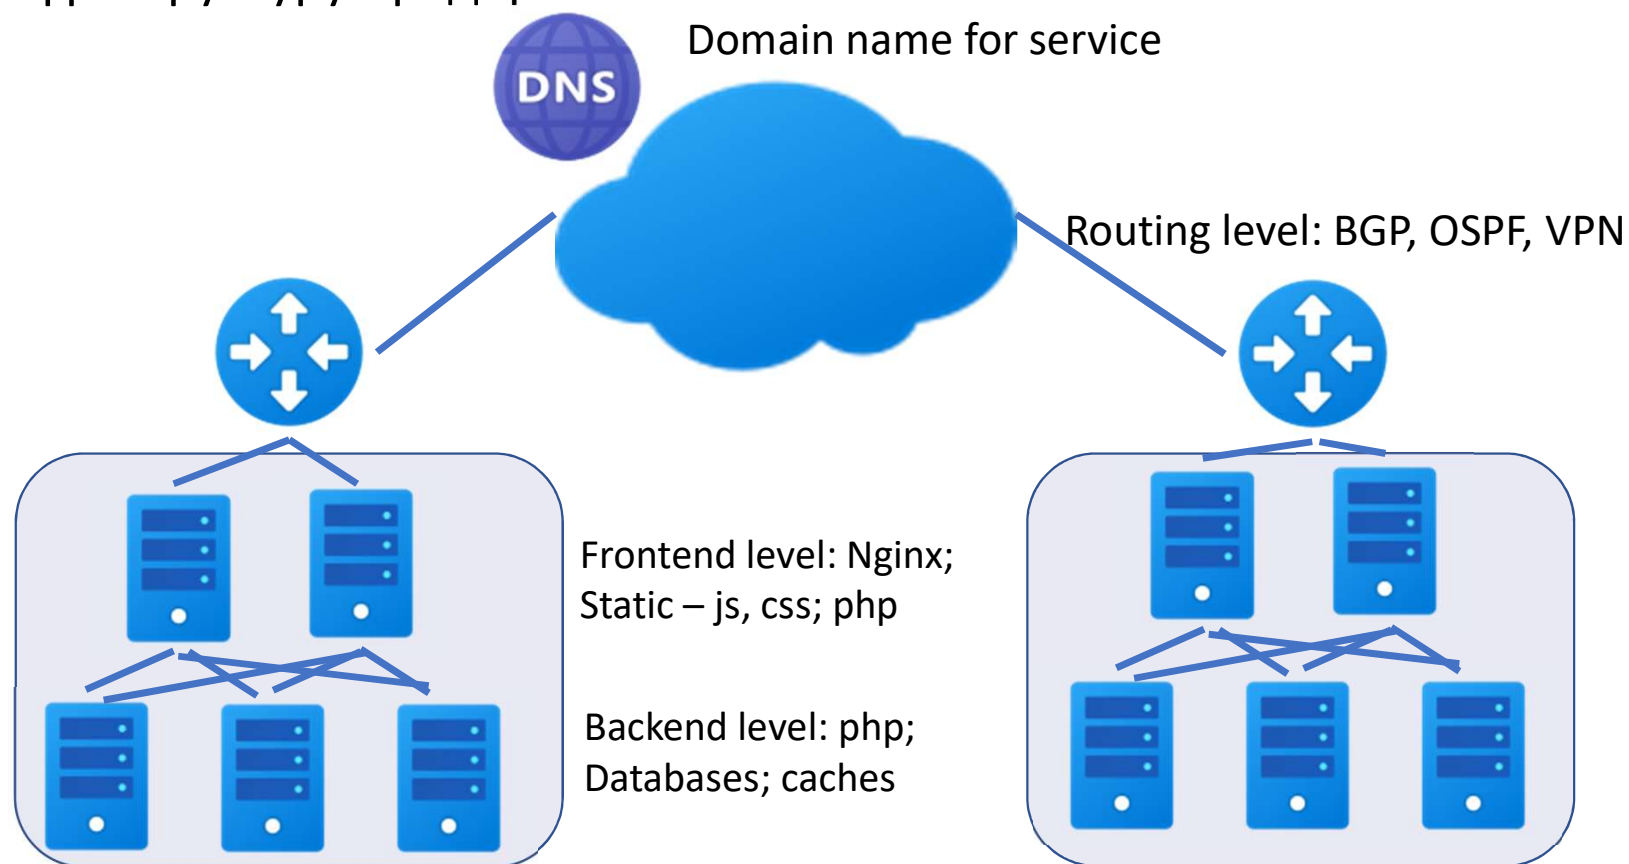 Domain name for service
DNS
Routing level: BGP, OSPF, VPN
Frontend level: Nginx;
Static – js, css; php
Backend level: php;
Databases; caches